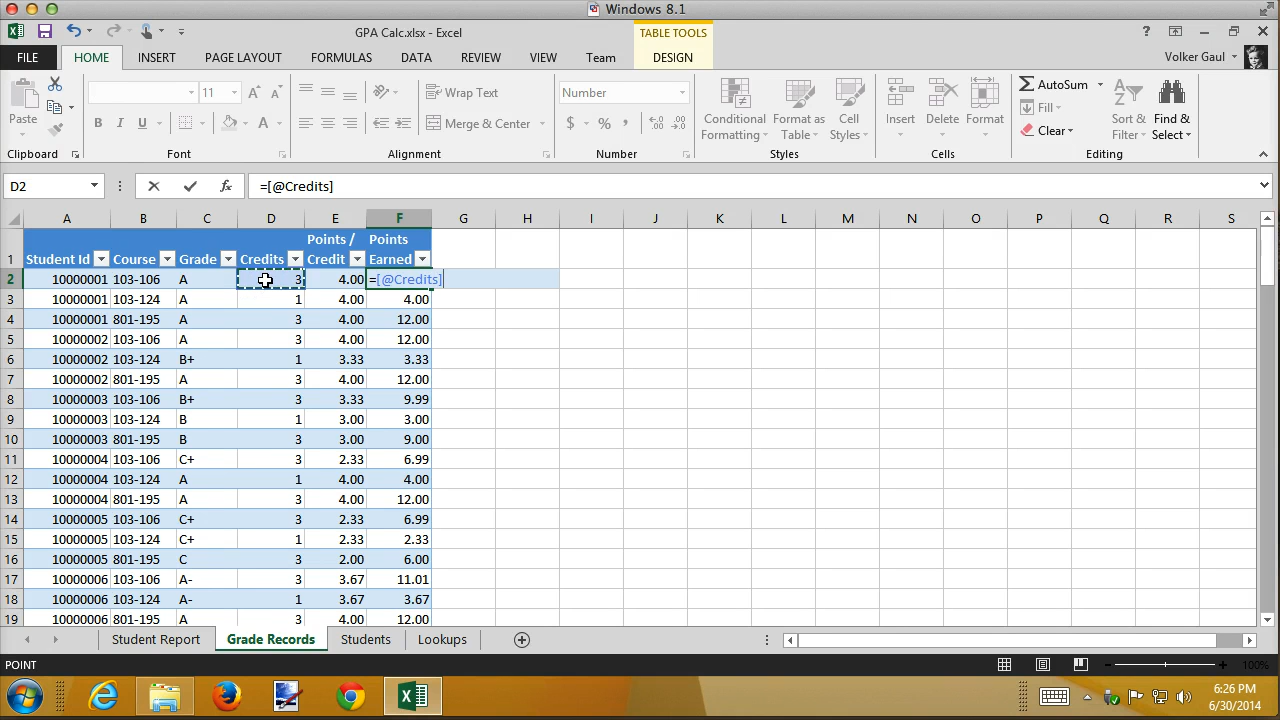 Windows 8.1
GPA Calc.xlsx - Excel
TABLE TOOLS
?
FILE HOME INSERT PAGE LAYOUT FORMULAS DATA REVIEW VIEW Team DESIGN Volker Gaul
Paste
11 A A
B I U A
Wrap Text
Merge & Center
Number
$ % , .0 .00
Conditional Formatting
Format as Table
Cell Styles
Insert Delete Format
AutoSum
Fill
Clear
Sort & Filter
Find & Select
Clipboard Font Alignment Number Styles Cells Editing
D2 fx =[@Credits]
A B C D E F G H I J K L M N O P Q R S
1 Student Id Course Grade Credits Points / Credit Points Earned
2 10000001 103-106 A 3 4.00 =[@Credits]
3 10000001 103-124 A 1 4.00 4.00
4 10000001 801-195 A 3 4.00 12.00
5 10000002 103-106 A 3 4.00 12.00
6 10000002 103-124 B+ 1 3.33 3.33
7 10000002 801-195 A 3 4.00 12.00
8 10000003 103-106 B+ 3 3.33 9.99
9 10000003 103-124 B 1 3.00 3.00
10 10000003 801-195 B 3 3.00 9.00
11 10000004 103-106 C+ 3 2.33 6.99
12 10000004 103-124 A 1 4.00 4.00
13 10000004 801-195 A 3 4.00 12.00
14 10000005 103-106 C+ 3 2.33 6.99
15 10000005 103-124 C+ 1 2.33 2.33
16 10000005 801-195 C 3 2.00 6.00
17 10000006 103-106 A- 3 3.67 11.01
18 10000006 103-124 A- 1 3.67 3.67
19 10000006 801-195 A 3 4.00 12.00
Student Report Grade Records Students Lookups
POINT 100%
6:26 PM
6/30/2014